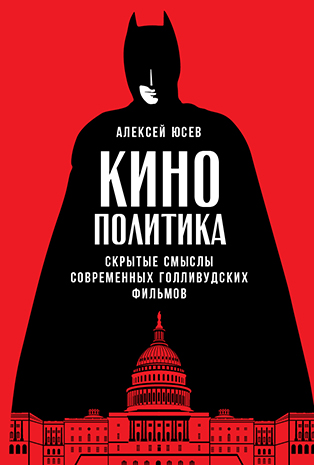 АЛЕКСЕЙ ЮСЕВ
КИНО
ПОЛИТИКА
СКРЫТЫЕ СМЫСЛЫ
СОВРЕМЕННЫХ ГОЛЛИВУДСКИХ
ФИЛЬМОВ